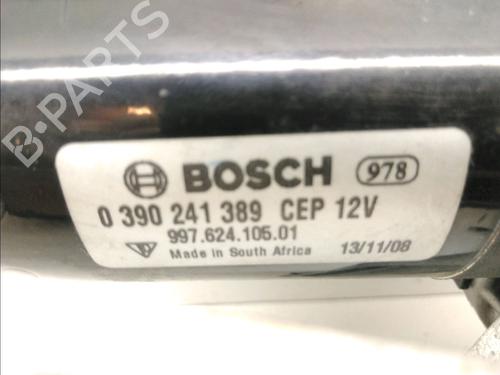 B-PARTS
BOSCH 978
0 390 241 389 CEP 12V
997.624.105.01
Made in South Africa 13/11/08